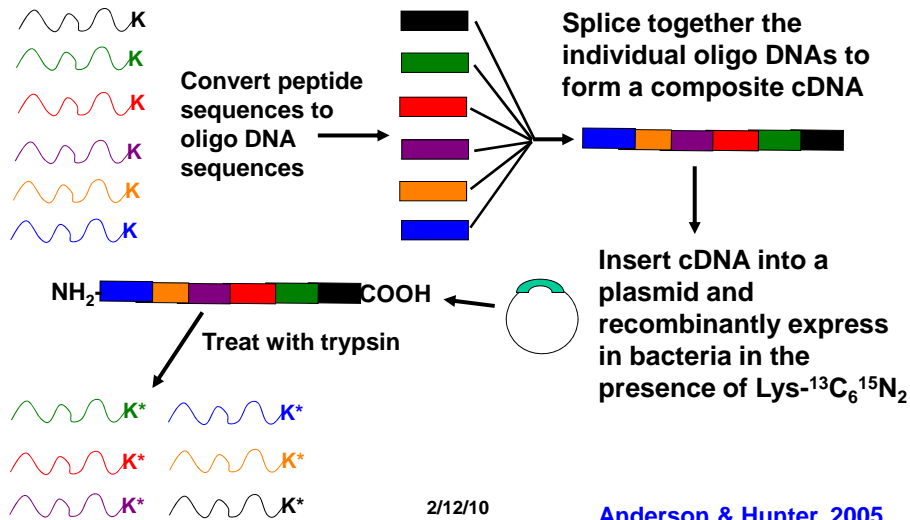 K
K
K
K
K
K
Convert peptide
sequences to
oligo DNA
sequences
Splice together the
individual oligo DNAs to
form a composite cDNA
Insert cDNA into a
plasmid and
recombinantly express
in bacteria in the
presence of Lys-¹³C₆¹⁵N₂
NH₂- COOH
Treat with trypsin
K* K*
K* K*
K* K*
2/12/10
Anderson & Hunter, 2005